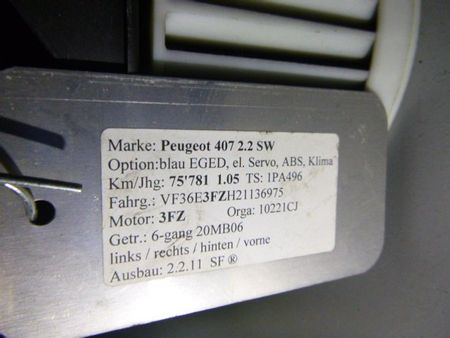 Marke: Peugeot 407 2.2 SW
Option:blau EGED, el. Servo, ABS, Klima
Km/Jhg: 75'781 1.05 TS: 1PA496
Fahrg.: VF36E3FZH21136975
Motor: 3FZ Orga: 10221CJ
Getr.: 6-gang 20MB06
links / rechts / hinten / vorne
Ausbau: 2.2.11 SF ®